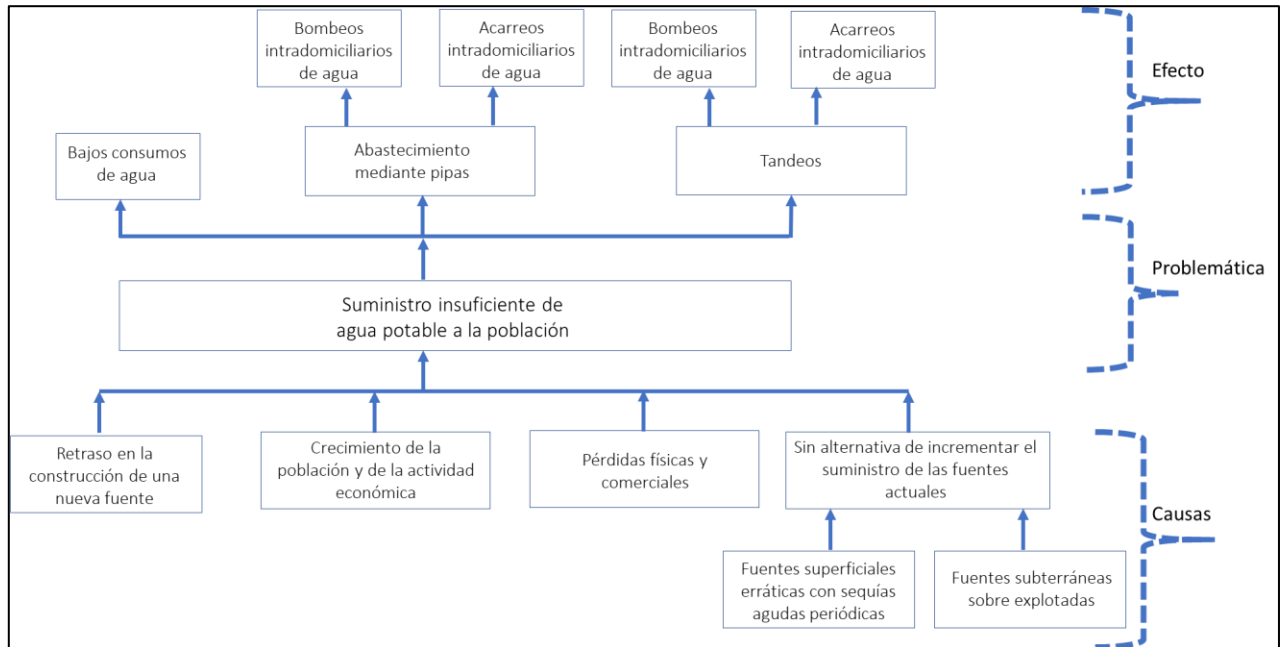 Bombeos
intradomiciliarios
de agua
Acarreos
intradomiciliarios
de agua
Bombeos
intradomiciliarios
de agua
Acarreos
intradomiciliarios
de agua
Efecto
Bajos consumos
de agua
Abastecimiento
mediante pipas
Tandeos
Problemática
Suministro insuficiente de
agua potable a la población
Retraso en la
construcción de una
nueva fuente
Crecimiento de la
población y de la actividad
económica
Pérdidas físicas y
comerciales
Sin alternativa de incrementar el
suministro de las fuentes
actuales
Causas
Fuentes superficiales
erráticas con sequías
agudas periódicas
Fuentes subterráneas
sobre explotadas